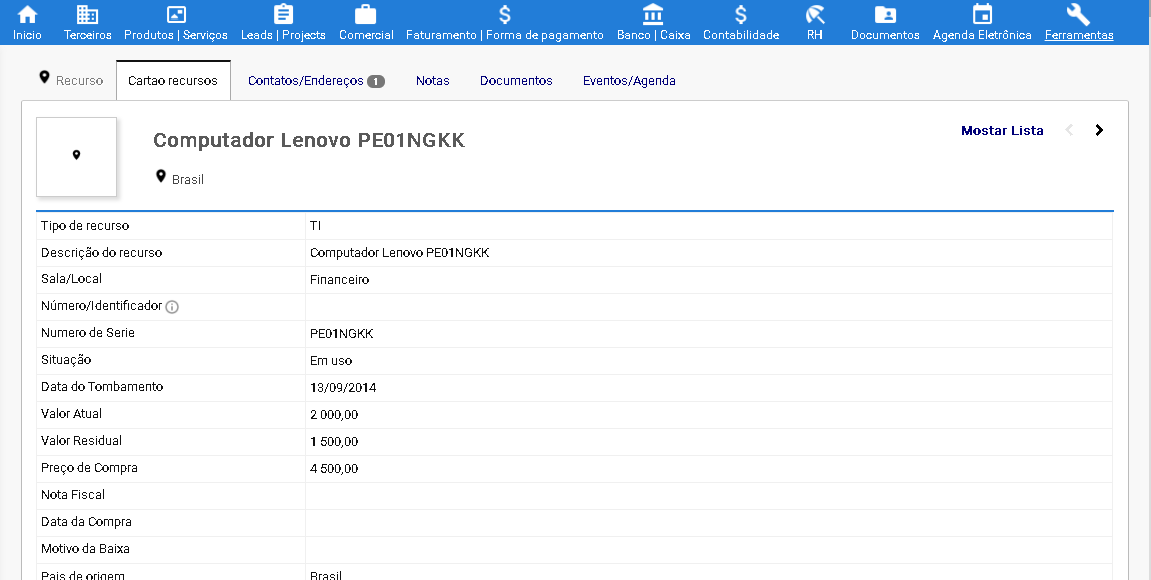 Inicio Terceiros Produtos | Serviços Leads | Projects Comercial Faturamento | Forma de pagamento Banco | Caixa Contabilidade RH Documentos Agenda Eletrônica Ferramentas
Recurso Cartao recursos Contatos/Endereços 1 Notas Documentos Eventos/Agenda
Computador Lenovo PE01NGKK
Mostar Lista
Brasil
Tipo de recurso TI
Descrição do recurso Computador Lenovo PE01NGKK
Sala/Local Financeiro
Número/Identificador
Numero de Serie PE01NGKK
Situação Em uso
Data do Tombamento 13/09/2014
Valor Atual 2 000,00
Valor Residual 1 500,00
Preço de Compra 4 500,00
Nota Fiscal
Data da Compra
Motivo da Baixa
Pais de origem Brasil